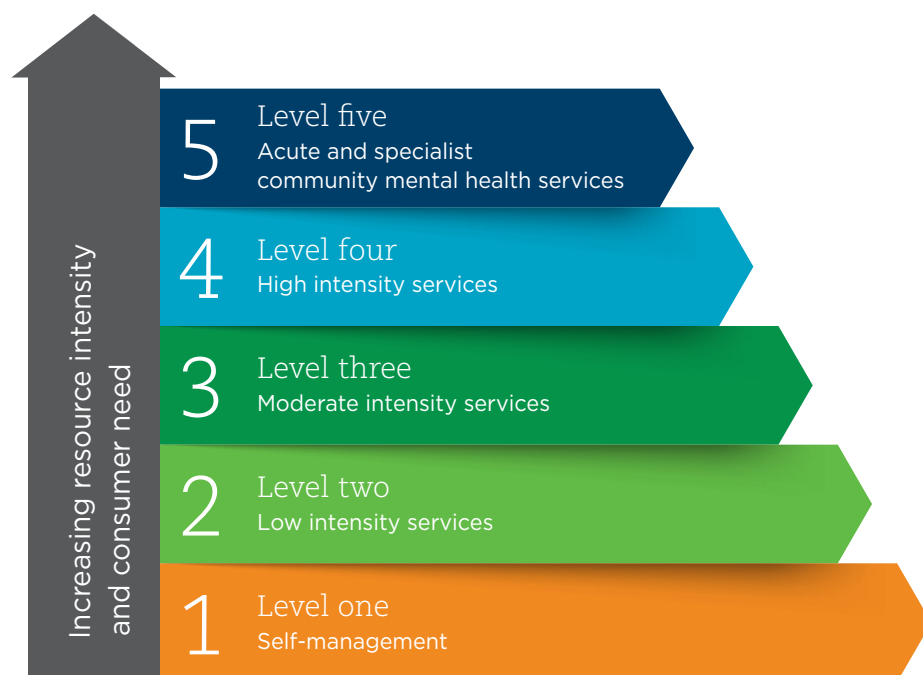 Increasing resource intensity
and consumer need
5
Level five
Acute and specialist
community mental health services
4
Level four
High intensity services
3
Level three
Moderate intensity services
2
Level two
Low intensity services
1
Level one
Self-management